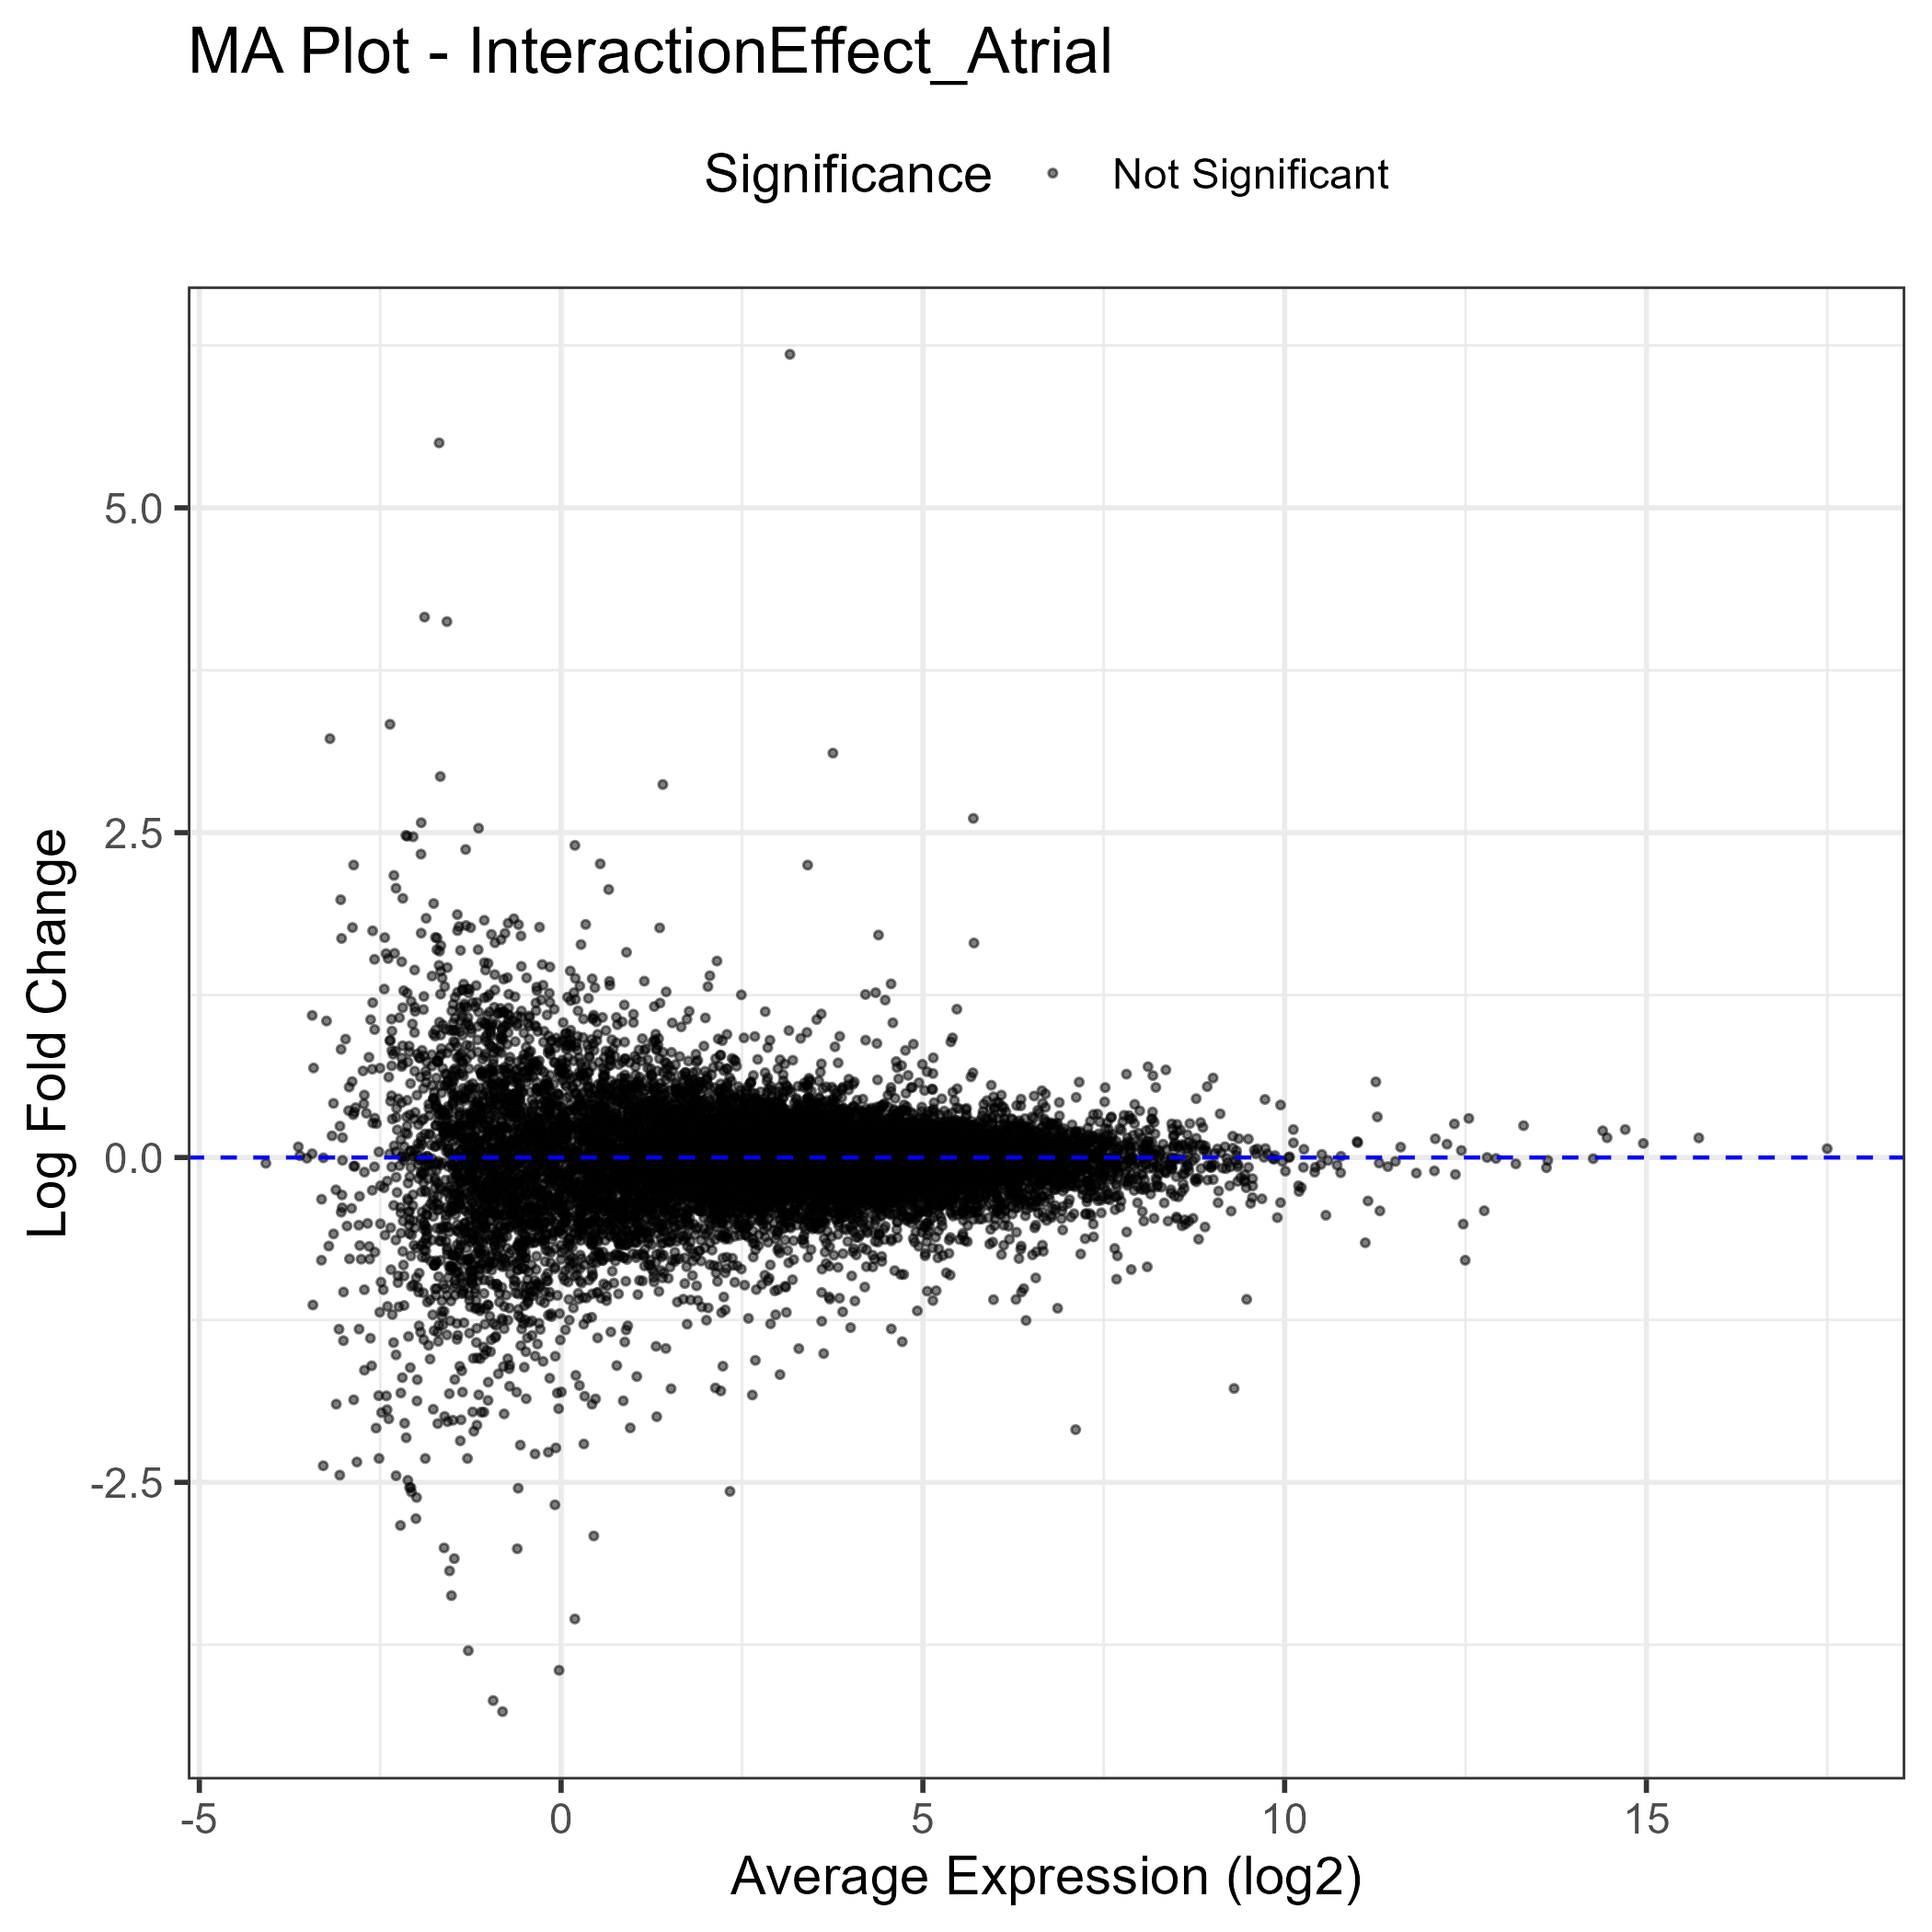 MA Plot - InteractionEffect_Atrial
Significance Not Significant
Log Fold Change
5.0
2.5
0.0
-2.5
-5 0 5 10 15
Average Expression (log2)